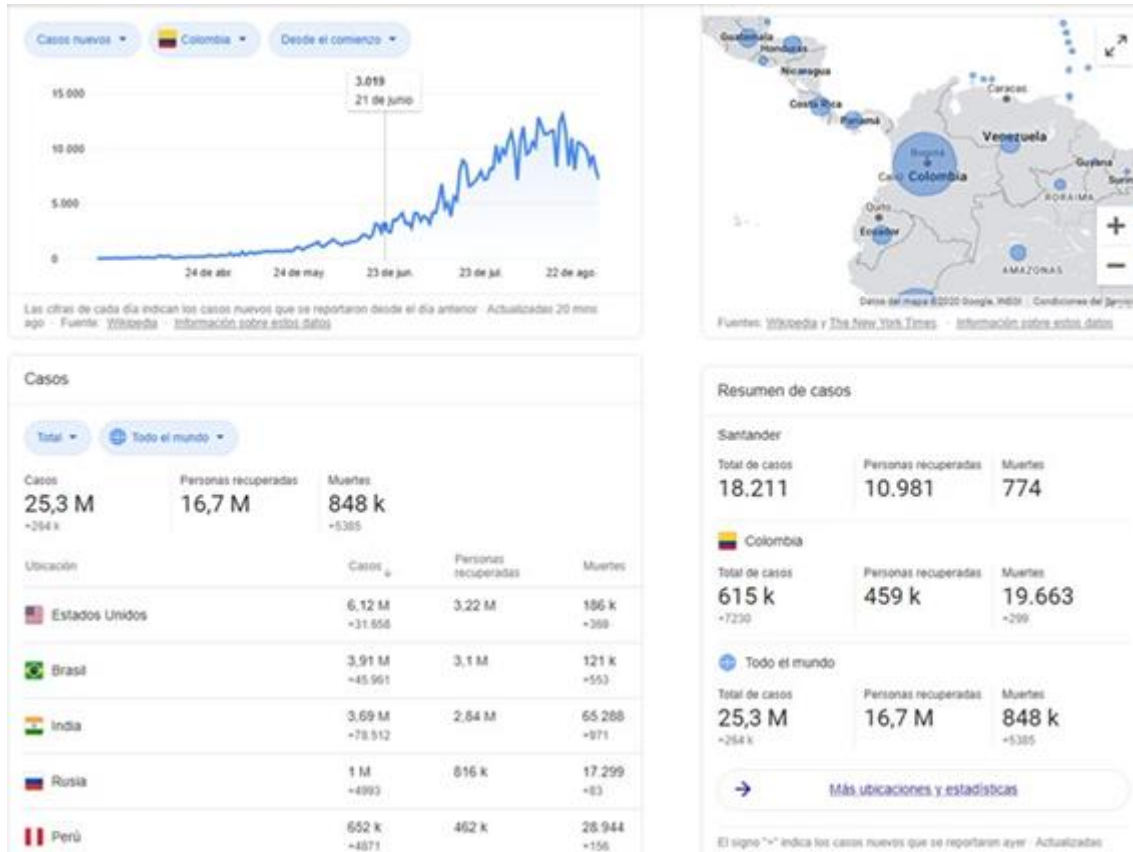 Casos nuevos
Colombia
Desde el comienzo
3.019
21 de junio
15.000
10.000
5.000
0
24 de abr.
24 de may.
23 de jun.
23 de jul.
22 de ago.
Las cifras de cada día indican los casos nuevos que se reportaron desde el día anterior · Actualizadas 20 mins
ago · Fuente: Wikipedia · Información sobre estos datos
Guatemala
Honduras
Nicaragua
Costa Rica
Panamá
Caracas
Venezuela
Guyana
Bogotá
Cali
Colombia
RORAIMA
Quito
Ecuador
AMAZONAS
Datos del mapa ©2020 Google, INEGI
Condiciones del
Fuentes: Wikipedia y The New York Times. · Información sobre estos datos
Casos
Total
Todo el mundo
Casos Personas recuperadas Muertes
25,3 M 16,7 M 848 k
+264 k +5385
Ubicación Casos Personas recuperadas Muertes
Estados Unidos 6,12 M 3,22 M 186 k
+31.658 +369
Brasil 3,91 M 3,1 M 121 k
+45.961 +553
India 3,69 M 2,84 M 65.288
+78.512 +971
Rusia 1 M 816 k 17.299
+4993 +83
Perú 652 k 462 k 28.944
+4871 +156
Resumen de casos
Santander
Total de casos Personas recuperadas Muertes
18.211 10.981 774
Colombia
Total de casos Personas recuperadas Muertes
615 k 459 k 19.663
+7230 +299
Todo el mundo
Total de casos Personas recuperadas Muertes
25,3 M 16,7 M 848 k
+264 k +5385
Más ubicaciones y estadísticas
El signo "+" indica los casos nuevos que se reportaron ayer · Actualizadas